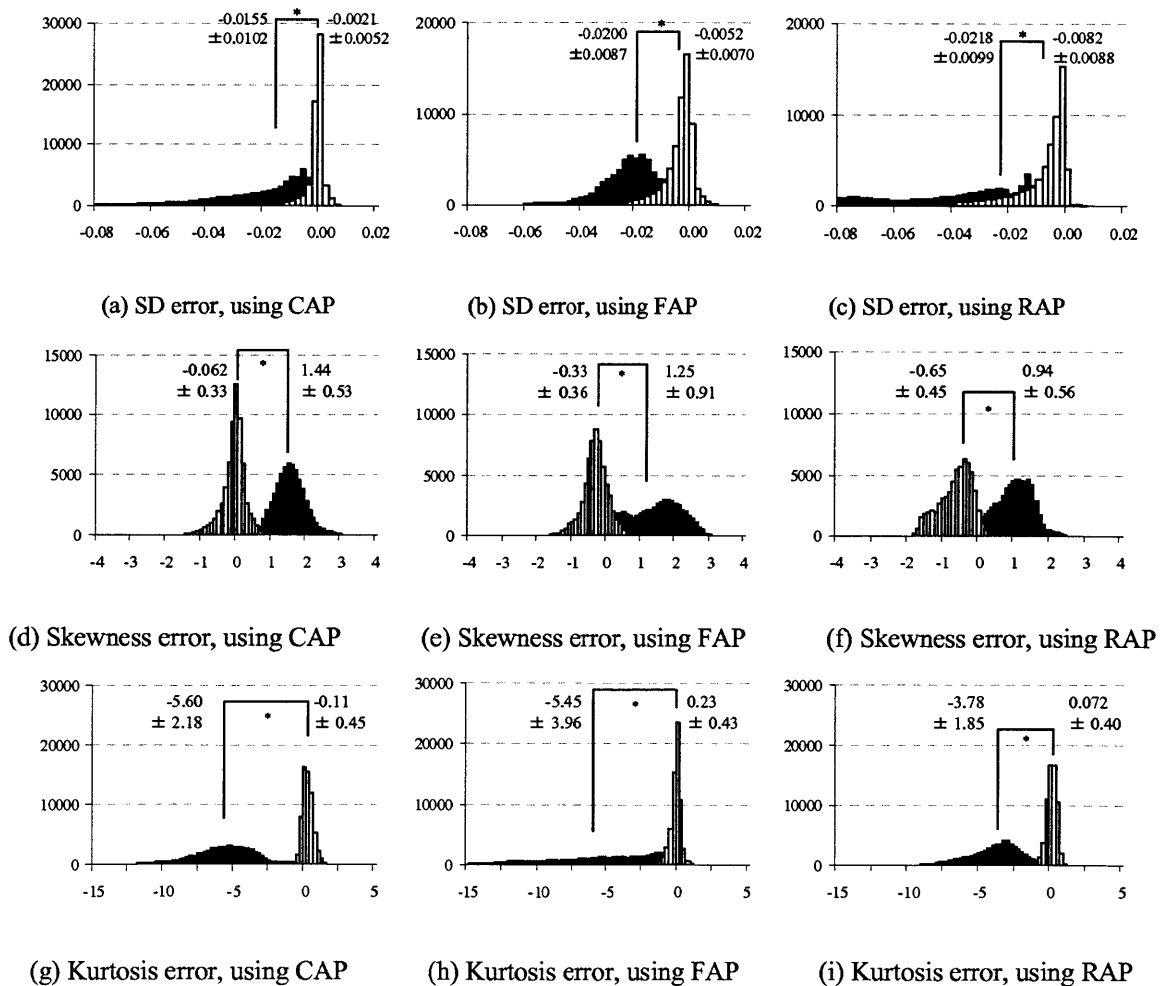 -0.0155 * -0.0021
±0.0102 ±0.0052
30000
20000
10000
0
-0.08 -0.06 -0.04 -0.02 0.00 0.02
(a) SD error, using CAP
-0.0200 * -0.0052
±0.0087 ±0.0070
20000
10000
0
-0.08 -0.06 -0.04 -0.02 0.00 0.02
(b) SD error, using FAP
-0.0218 * -0.0082
±0.0099 ±0.0088
20000
10000
0
-0.08 -0.06 -0.04 -0.02 0.00 0.02
(c) SD error, using RAP
15000
10000
5000
0
-0.062 * 1.44
± 0.33 ± 0.53
-4 -3 -2 -1 0 1 2 3 4
(d) Skewness error, using CAP
15000
10000
5000
0
-0.33 * 1.25
± 0.36 ± 0.91
-4 -3 -2 -1 0 1 2 3 4
(e) Skewness error, using FAP
15000
10000
5000
0
-0.65 * 0.94
± 0.45 ± 0.56
-4 -3 -2 -1 0 1 2 3 4
(f) Skewness error, using RAP
30000
20000
10000
0
-5.60 * -0.11
± 2.18 ± 0.45
-15 -10 -5 0 5
(g) Kurtosis error, using CAP
30000
20000
10000
0
-5.45 * 0.23
± 3.96 ± 0.43
-15 -10 -5 0 5
(h) Kurtosis error, using FAP
30000
20000
10000
0
-3.78 * 0.072
± 1.85 ± 0.40
-15 -10 -5 0 5
(i) Kurtosis error, using RAP